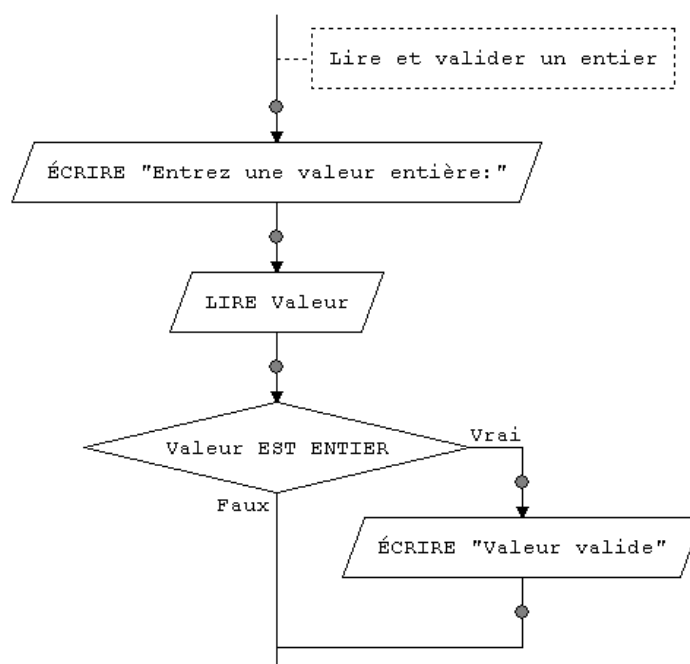 Lire et valider un entier
ÉCRIRE "Entrez une valeur entière:"
LIRE Valeur
Valeur EST ENTIER
Vrai
Faux
ÉCRIRE "Valeur valide"